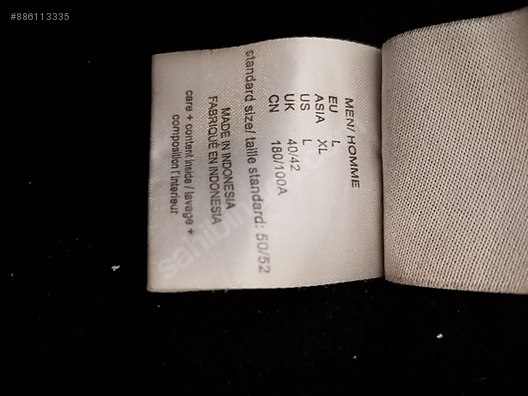 #886113335
MEN/ HOMME
EU L
ASIA XL
US L
UK 40/42
CN 180/100A
standard size/ taille standard: 50/52
MADE IN INDONESIA
FABRIQUÉ EN INDONESIA
care + content inside / lavage +
composition l'interieur